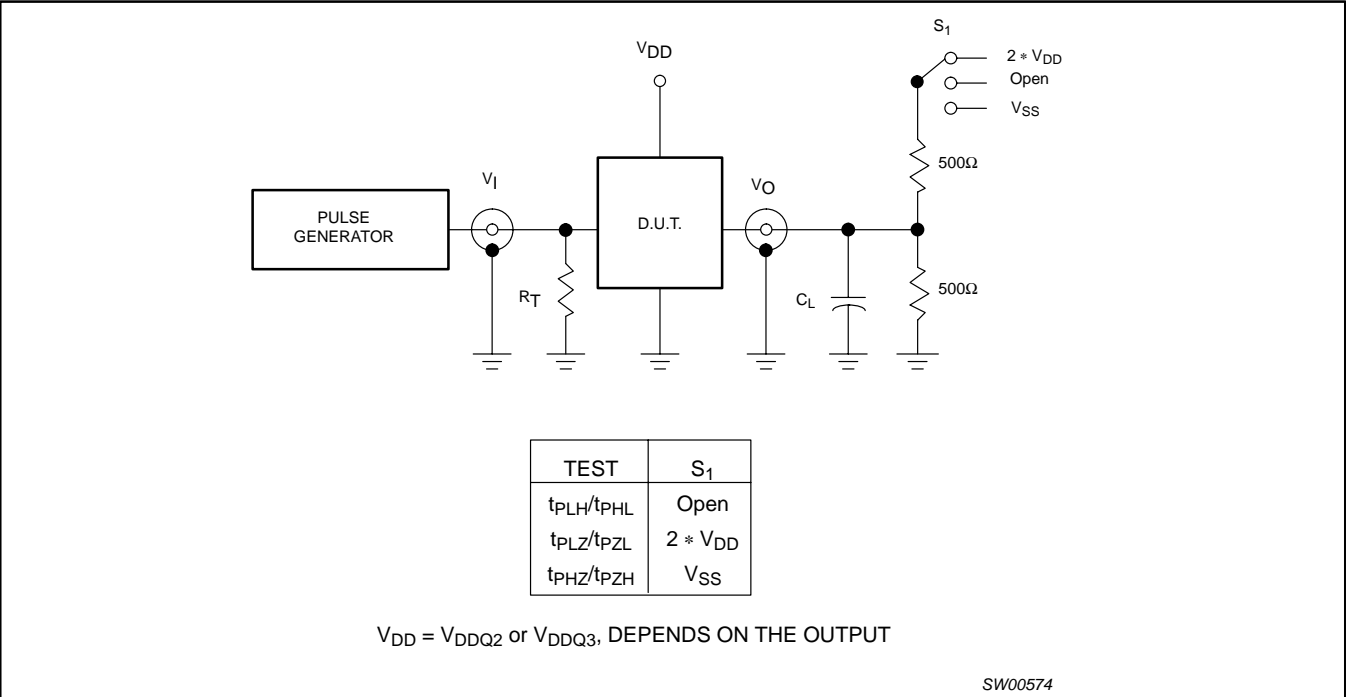 S1
2 ∗ VDD
Open
VSS
VDD
500Ω
VI
VO
PULSE
GENERATOR
D.U.T.
RT
CL
500Ω
TEST S1
tPLH/tPHL Open
tPLZ/tPZL 2 ∗ VDD
tPHZ/tPZH VSS
VDD = VDDQ2 or VDDQ3, DEPENDS ON THE OUTPUT
SW00574